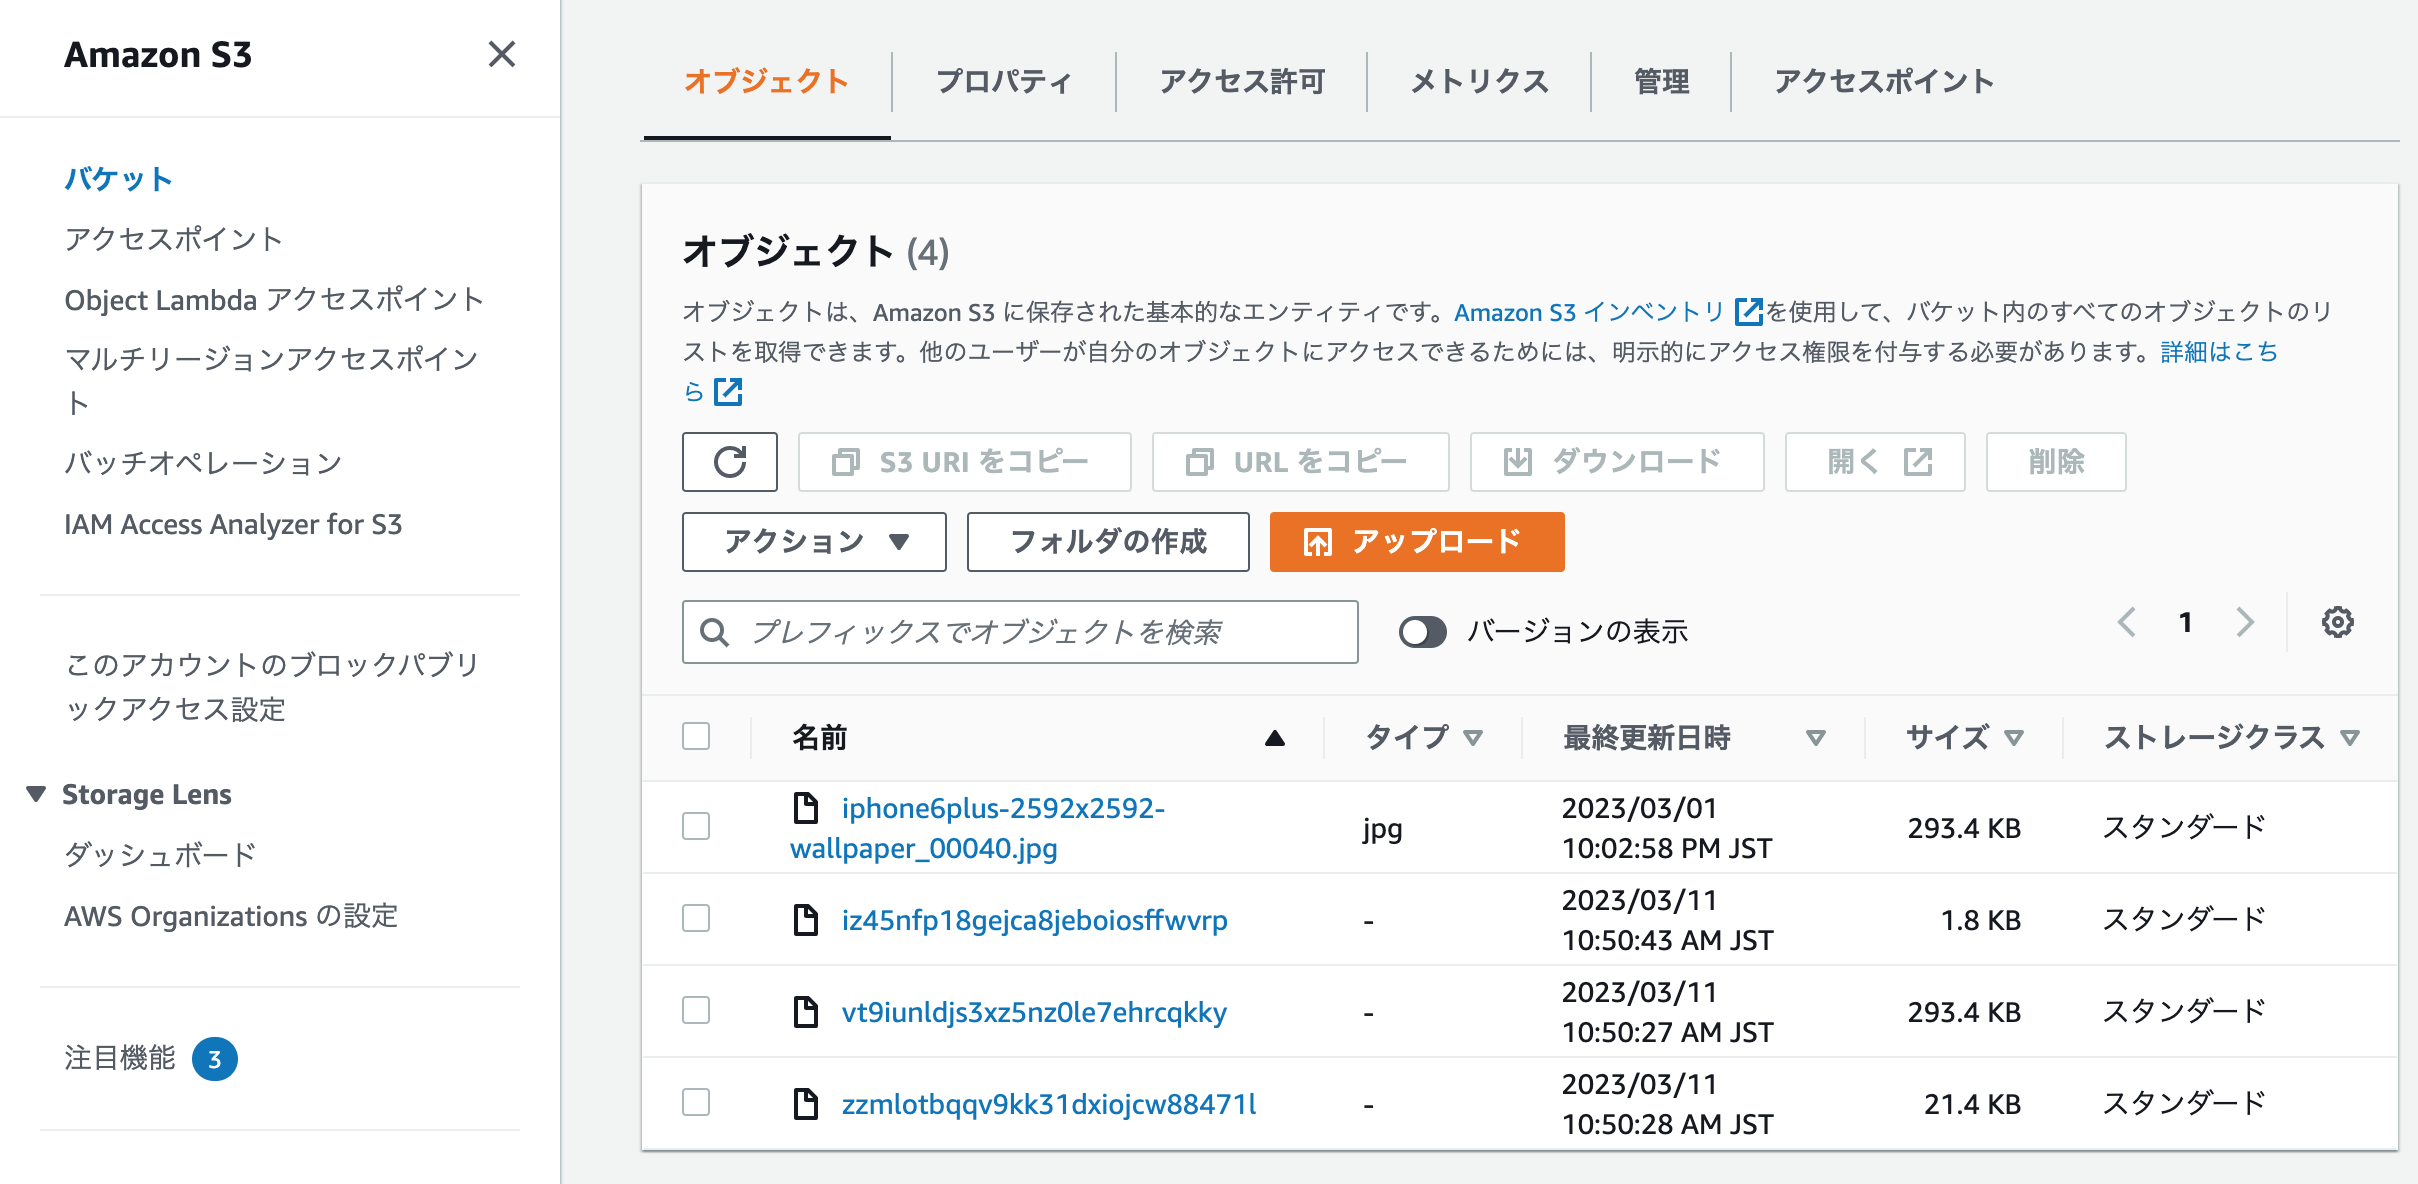 Amazon S3
バケット
アクセスポイント
Object Lambda アクセスポイント
マルチリージョンアクセスポイン
ト
バッチオペレーション
IAM Access Analyzer for S3
このアカウントのブロックパブリ
ックアクセス設定
Storage Lens
ダッシュボード
AWS Organizations の設定
注目機能 3
オブジェクト プロパティ アクセス許可 メトリクス 管理 アクセスポイント
オブジェクト (4)
オブジェクトは、Amazon S3 に保存された基本的なエンティティです。Amazon S3 インベントリ を使用して、バケット内のすべてのオブジェクトのリ
ストを取得できます。他のユーザーが自分のオブジェクトにアクセスできるためには、明示的にアクセス権限を付与する必要があります。詳細はこち
ら
S3 URI をコピー URL をコピー ダウンロード 開く 削除
アクション フォルダの作成 アップロード
プレフィックスでオブジェクトを検索 バージョンの表示 1
名前 タイプ 最終更新日時 サイズ ストレージクラス
iphone6plus-2592x2592-
wallpaper_00040.jpg jpg 2023/03/01
10:02:58 PM JST 293.4 KB スタンダード
iz45nfp18gejca8jeboiosffwvrp - 2023/03/11
10:50:43 AM JST 1.8 KB スタンダード
vt9iunldjs3xz5nz0le7ehrcqkky - 2023/03/11
10:50:27 AM JST 293.4 KB スタンダード
zzmlotbqqv9kk31dxiojcw88471l - 2023/03/11
10:50:28 AM JST 21.4 KB スタンダード